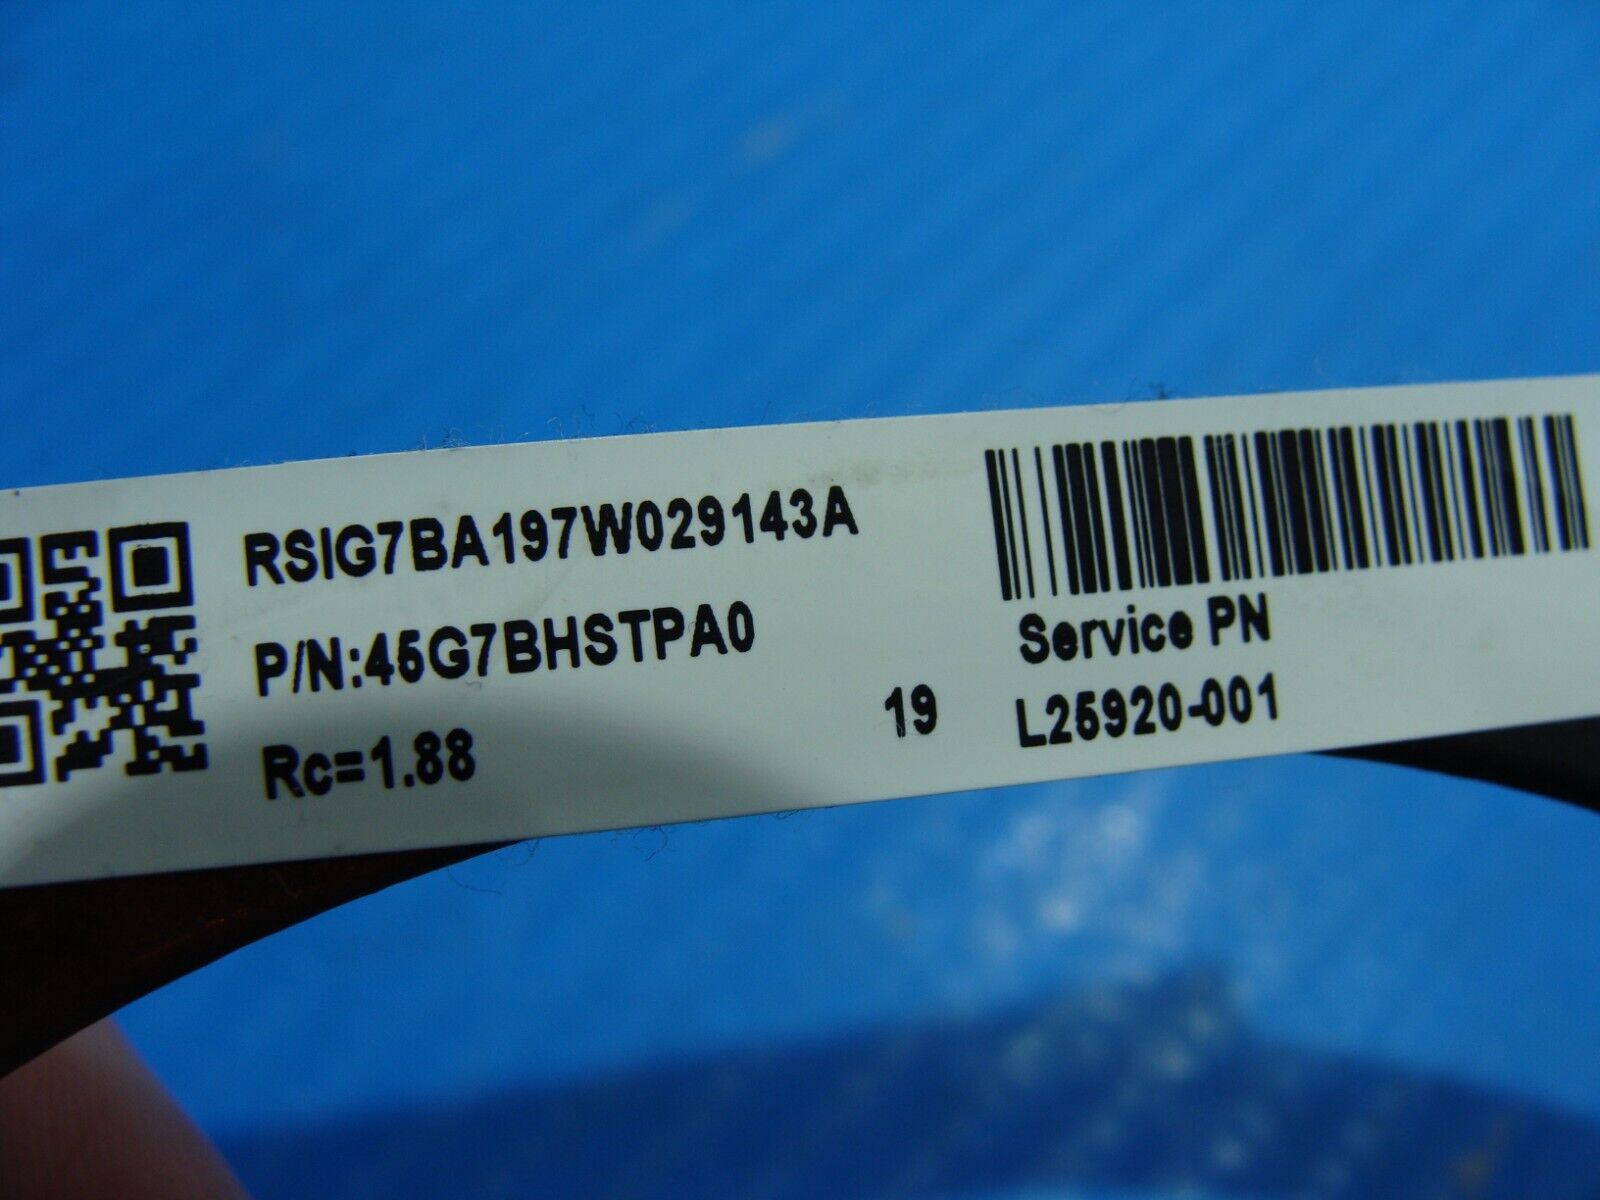 RSIG7BA197W029143A
P/N:45G7BHSTPA0
Rc=1.88
19
Service PN
L25920-001